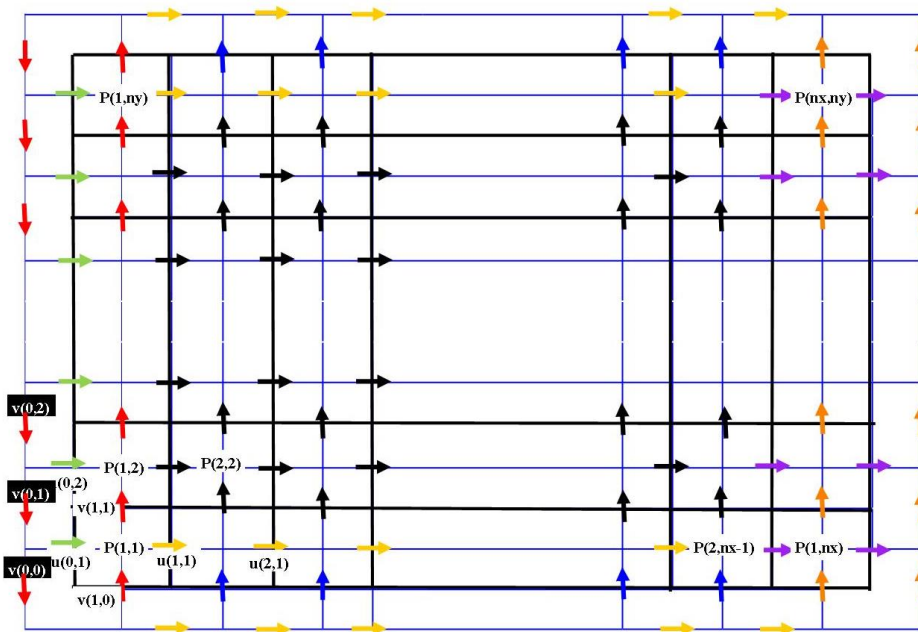 P(1,ny) P(nx,ny)
v(0,2)
P(1,2) P(2,2)
(0,2)
v(0,1)
v(1,1)
P(1,1) P(2,nx-1) P(1,nx)
u(0,1) u(1,1) u(2,1)
v(0,0)
v(1,0)